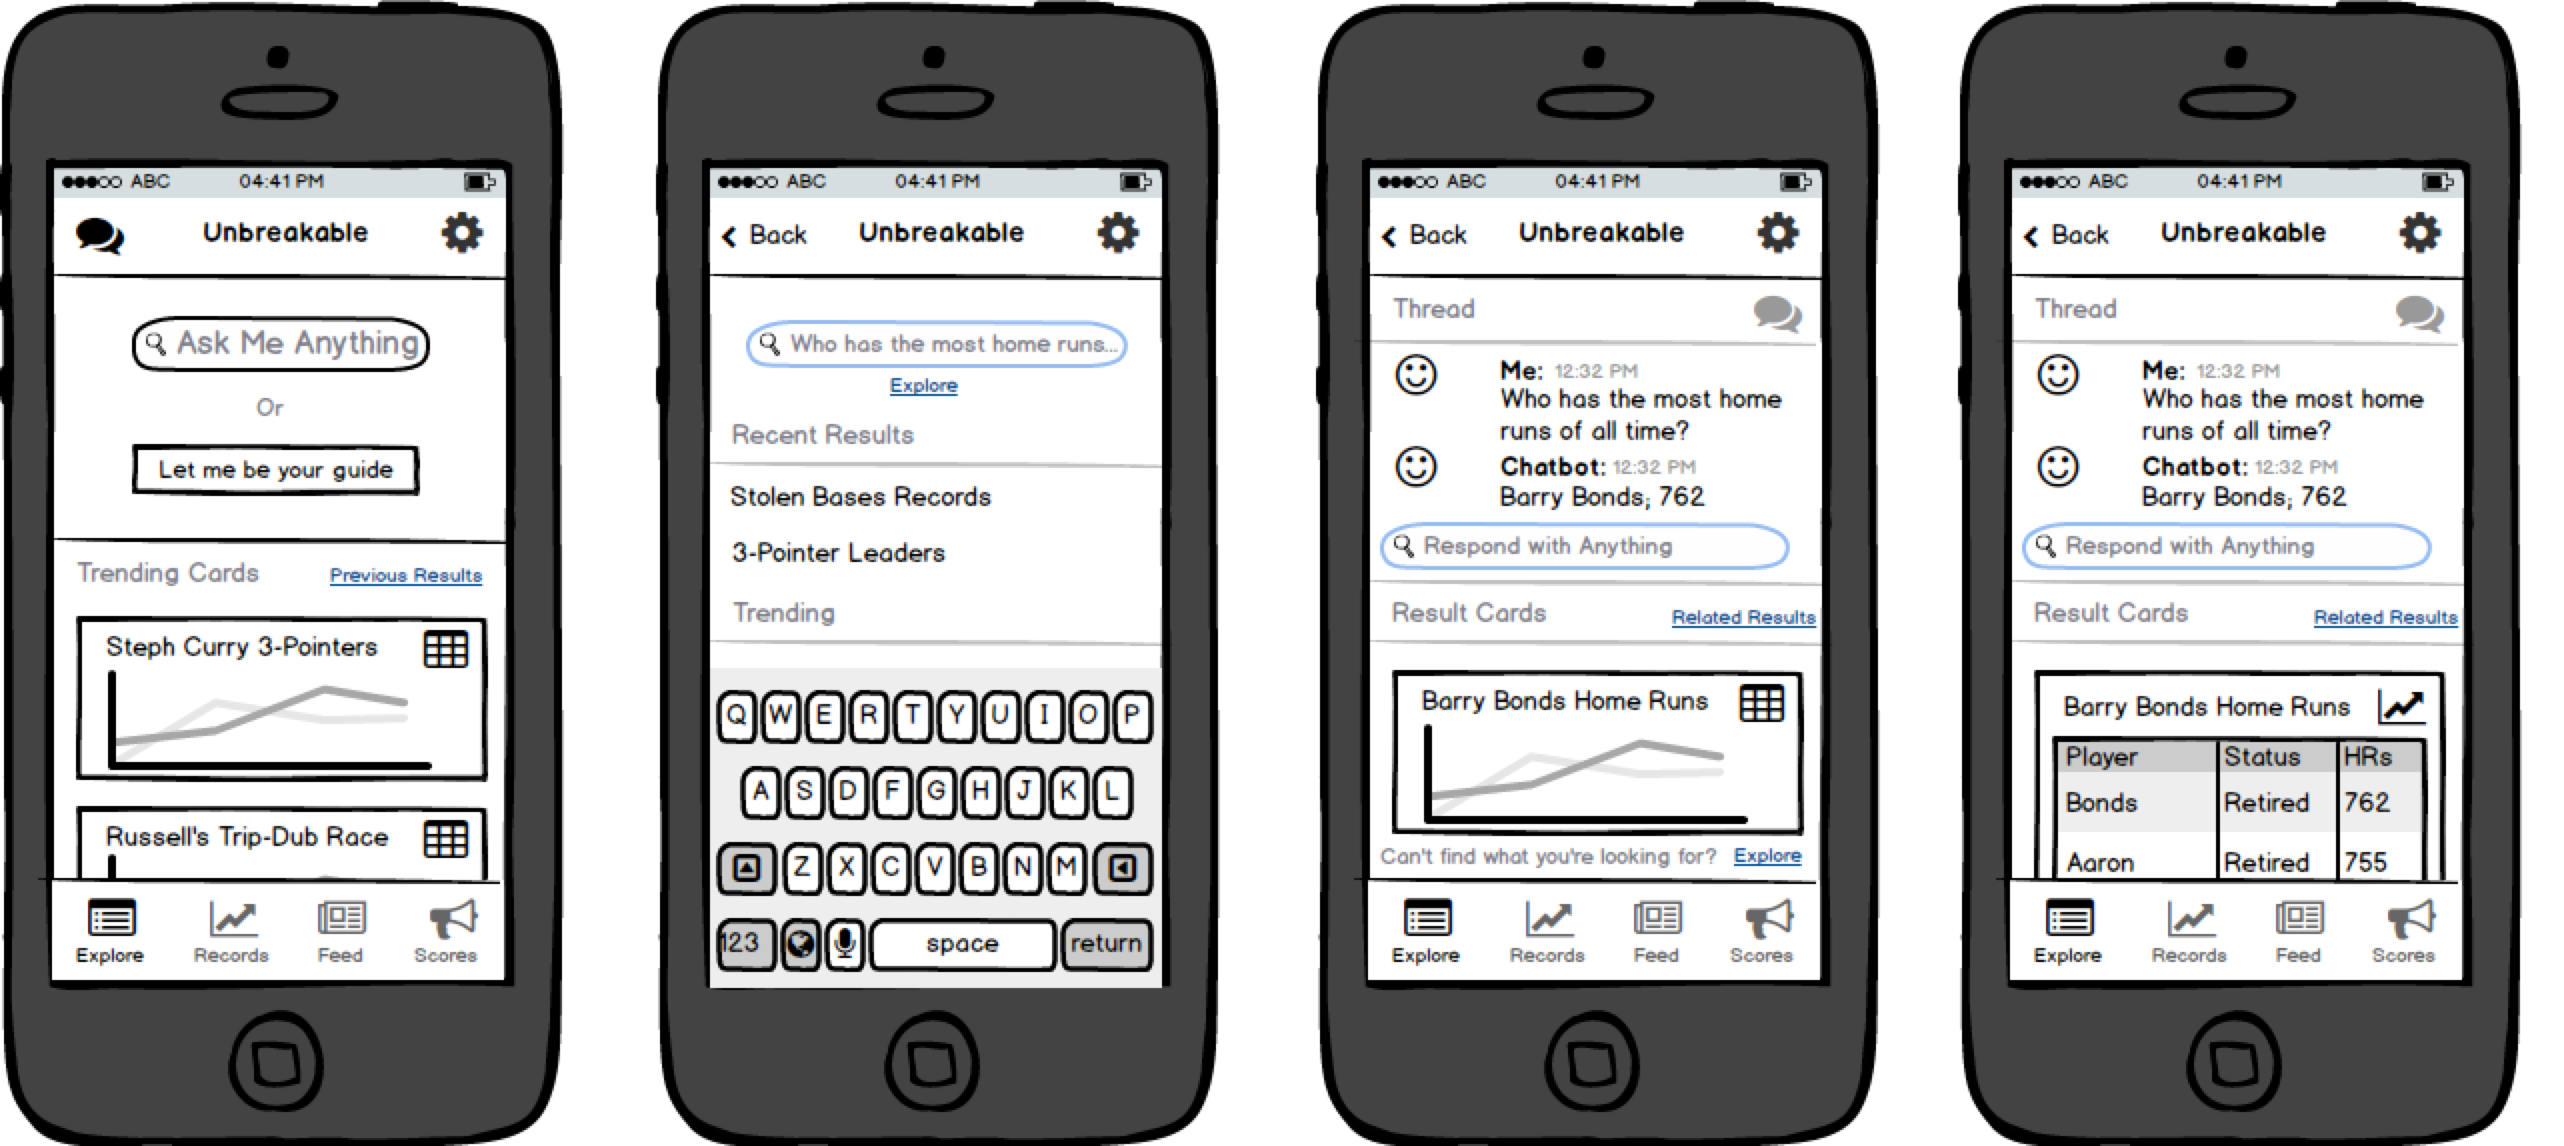 ABC 04:41 PM
Unbreakable
Ask Me Anything
Or
Let me be your guide
Trending Cards Previous Results
Steph Curry 3-Pointers
Russell's Trip-Dub Race
Explore Records Feed Scores
ABC 04:41 PM
Back Unbreakable
Who has the most home runs...
Explore
Recent Results
Stolen Bases Records
3-Pointer Leaders
Trending
Q W E R T Y U I O P
A S D F G H J K L
Z X C V B N M
123 space return
ABC 04:41 PM
Back Unbreakable
Thread
Me: 12:32 PM
Who has the most home
runs of all time?
Chatbot: 12:32 PM
Barry Bonds, 762
Respond with Anything
Result Cards Related Results
Barry Bonds Home Runs
Can't find what you're looking for? Explore
Explore Records Feed Scores
ABC 04:41 PM
Back Unbreakable
Thread
Me: 12:32 PM
Who has the most home
runs of all time?
Chatbot: 12:32 PM
Barry Bonds, 762
Respond with Anything
Result Cards Related Results
Barry Bonds Home Runs
Player Status HRs
Bonds Retired 762
Aaron Retired 755
Explore Records Feed Scores